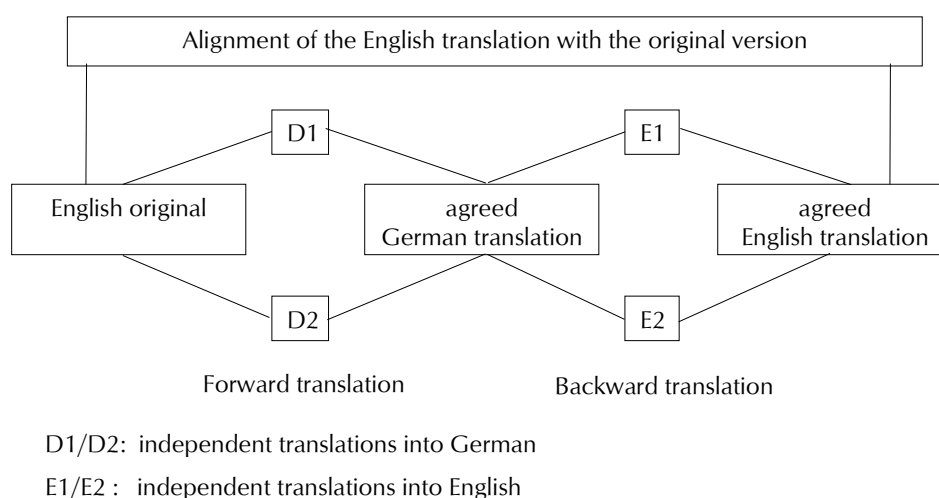 Alignment of the English translation with the original version
D1
E1
English original
agreed
German translation
agreed
English translation
D2
E2
Forward translation
Backward translation
D1/D2: independent translations into German
E1/E2 : independent translations into English